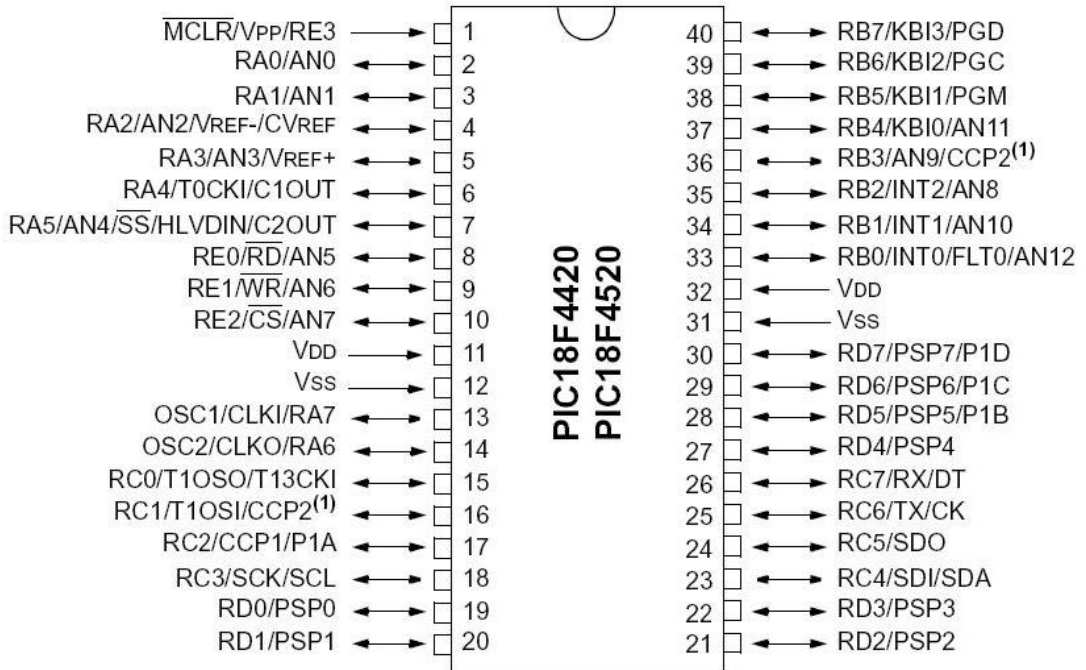 MCLR/VPP/RE3 1
RA0/AN0 2
RA1/AN1 3
RA2/AN2/VREF-/CVREF 4
RA3/AN3/VREF+ 5
RA4/T0CKI/C1OUT 6
RA5/AN4/SS/HLVDIN/C2OUT 7
RE0/RD/AN5 8
RE1/WR/AN6 9
RE2/CS/AN7 10
VDD 11
VSS 12
OSC1/CLKI/RA7 13
OSC2/CLKO/RA6 14
RC0/T1OSO/T13CKI 15
RC1/T1OSI/CCP2(1) 16
RC2/CCP1/P1A 17
RC3/SCK/SCL 18
RD0/PSP0 19
RD1/PSP1 20
PIC18F4420
PIC18F4520
40 RB7/KBI3/PGD
39 RB6/KBI2/PGC
38 RB5/KBI1/PGM
37 RB4/KBI0/AN11
36 RB3/AN9/CCP2(1)
35 RB2/INT2/AN8
34 RB1/INT1/AN10
33 RB0/INT0/FLT0/AN12
32 VDD
31 VSS
30 RD7/PSP7/P1D
29 RD6/PSP6/P1C
28 RD5/PSP5/P1B
27 RD4/PSP4
26 RC7/RX/DT
25 RC6/TX/CK
24 RC5/SDO
23 RC4/SDI/SDA
22 RD3/PSP3
21 RD2/PSP2